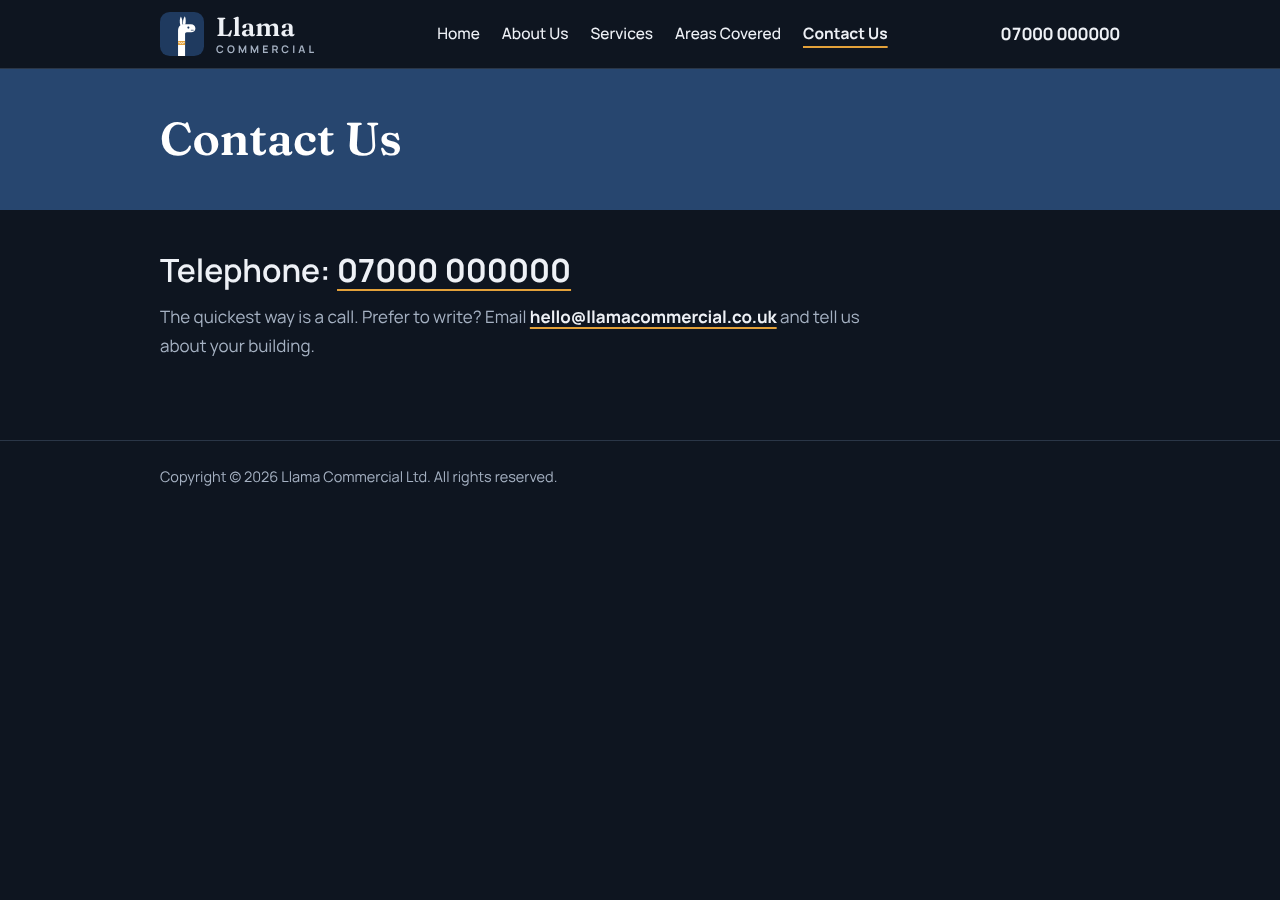 Llama
COMMERCIAL
Home About Us Services Areas Covered Contact Us
07000 000000
Contact Us
Telephone: 07000 000000
The quickest way is a call. Prefer to write? Email hello@llamacommercial.co.uk and tell us
about your building.
Copyright © 2026 Llama Commercial Ltd. All rights reserved.